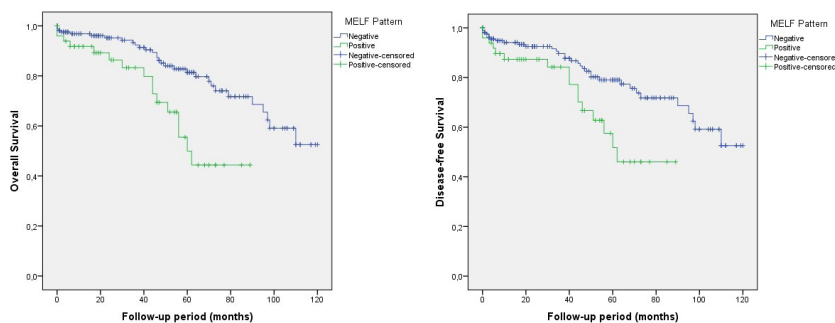 MELF Pattern
Negative
Positive
Negative-censored
Positive-censored
1,0
0,8
0,6
0,4
0,2
0,0
Overall Survival
0 20 40 60 80 100 120
Follow-up period (months)
MELF Pattern
Negative
Positive
Negative-censored
Positive-censored
1,0
0,8
0,6
0,4
0,2
0,0
Disease-free Survival
0 20 40 60 80 100 120
Follow-up period (months)